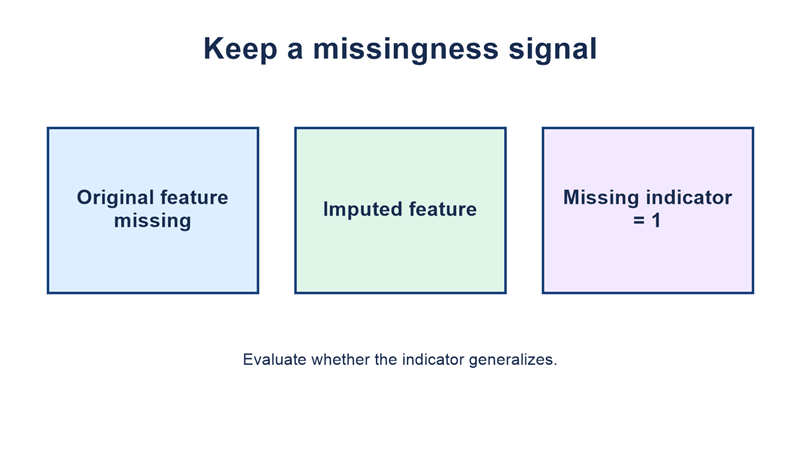 Keep a missingness signal
Original feature
missing
Imputed feature
Missing indicator
= 1
Evaluate whether the indicator generalizes.